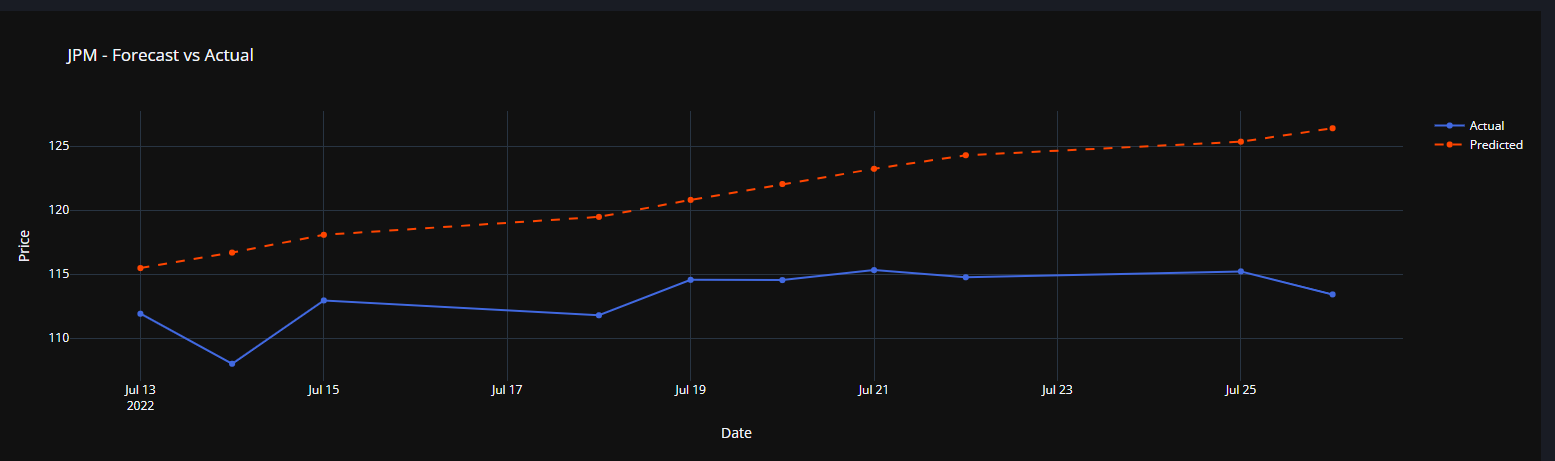 JPM - Forecast vs Actual
Actual
Predicted
125
120
115
110
Price
Jul 13
2022
Jul 15
Jul 17
Jul 19
Jul 21
Jul 23
Jul 25
Date